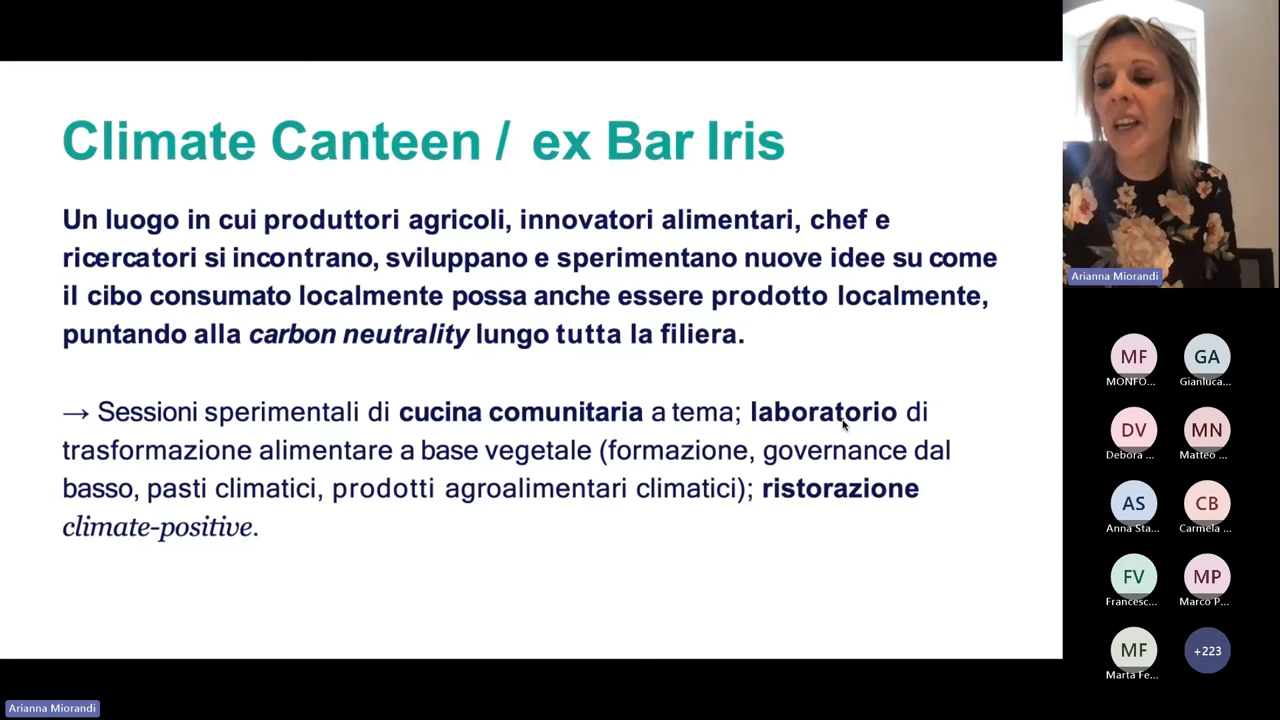 Climate Canteen / ex Bar Iris
Un luogo in cui produttori agricoli, innovatori alimentari, chef e
ricercatori si incontrano, sviluppano e sperimentano nuove idee su come
il cibo consumato localmente possa anche essere prodotto localmente,
puntando alla carbon neutrality lungo tutta la filiera.
→ Sessioni sperimentali di cucina comunitaria a tema; laboratorio di
trasformazione alimentare a base vegetale (formazione, governance dal
basso, pasti climatici, prodotti agroalimentari climatici); ristorazione
climate-positive.
Arianna Miorandi
MF
GA
MONFO...
Gianluca...
DV
MN
Debora ...
Matteo ...
AS
CB
Anna Sta...
Carmela ...
FV
MP
Francesc...
Marco P...
MF
+223
Marta Fe...
Arianna Miorandi